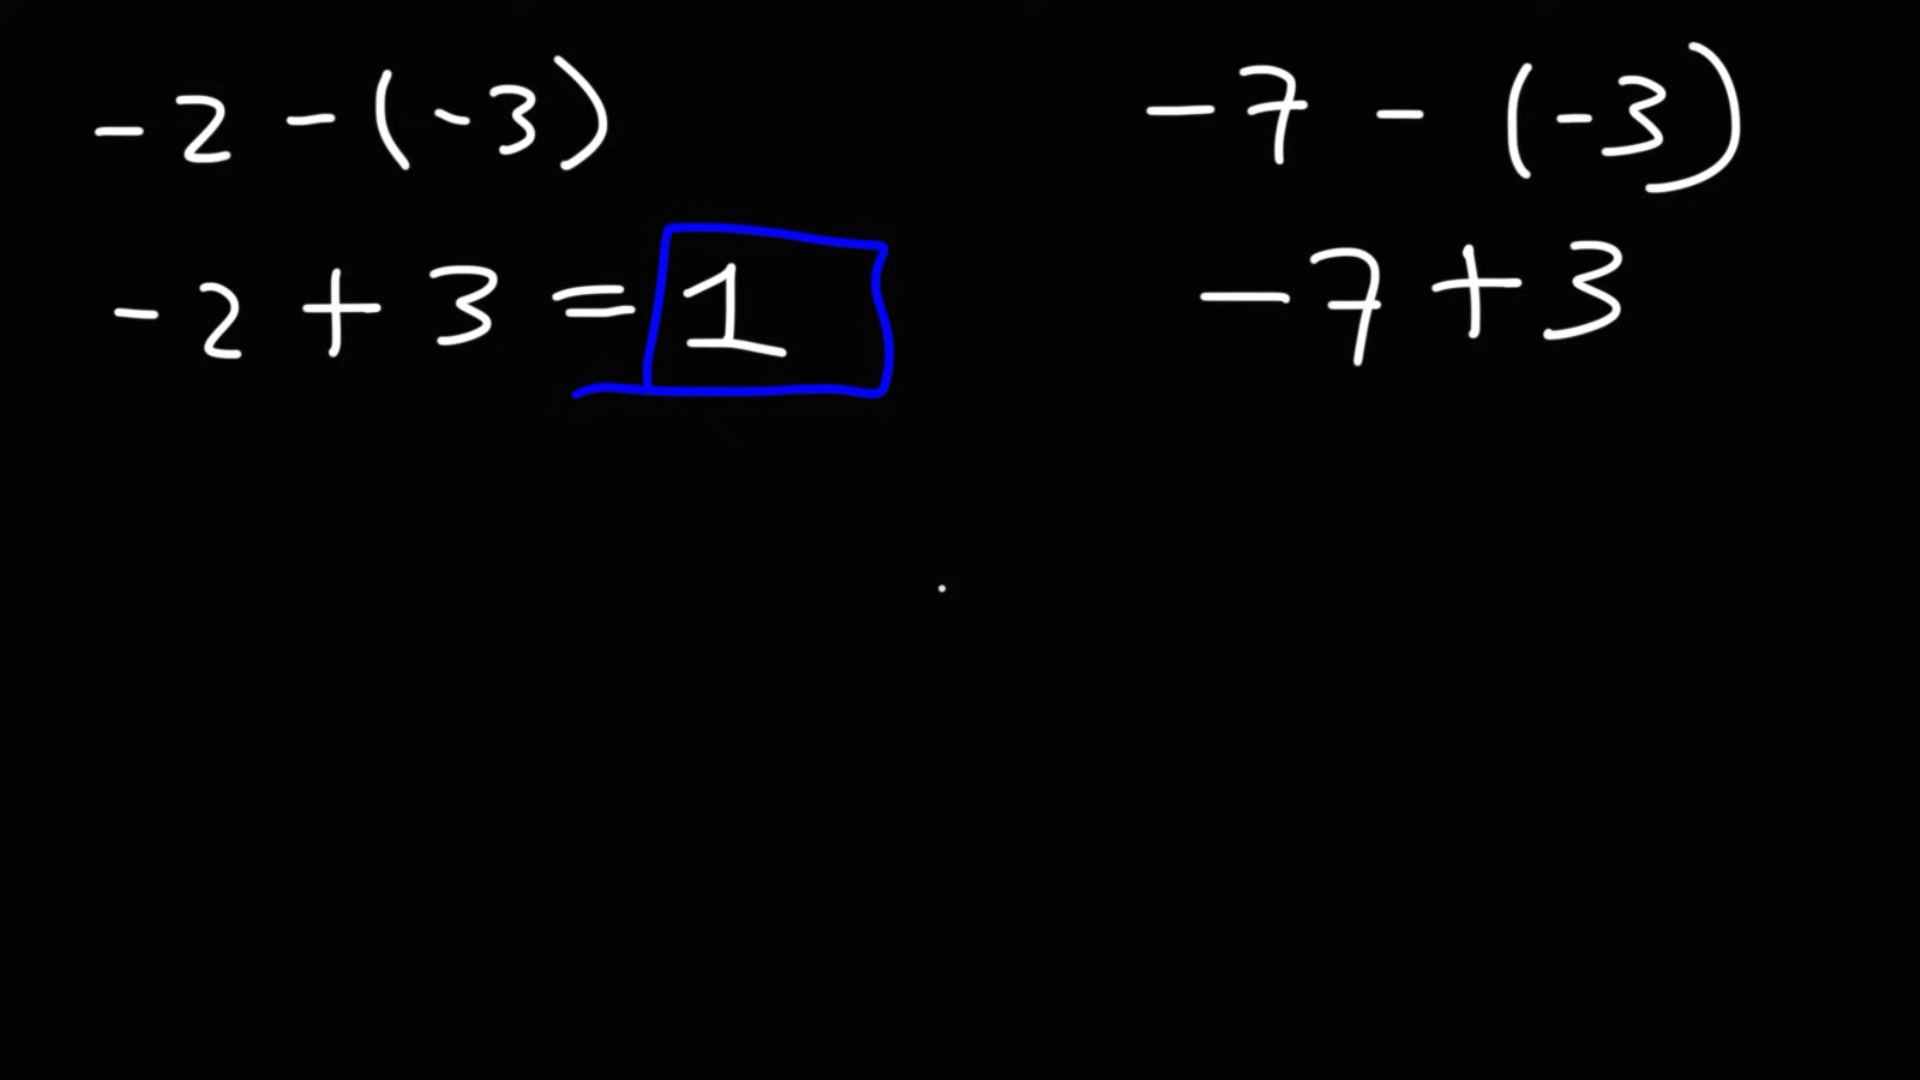 -2 - (-3)
-2 + 3 = 1
-7 - (-3)
-7 + 3